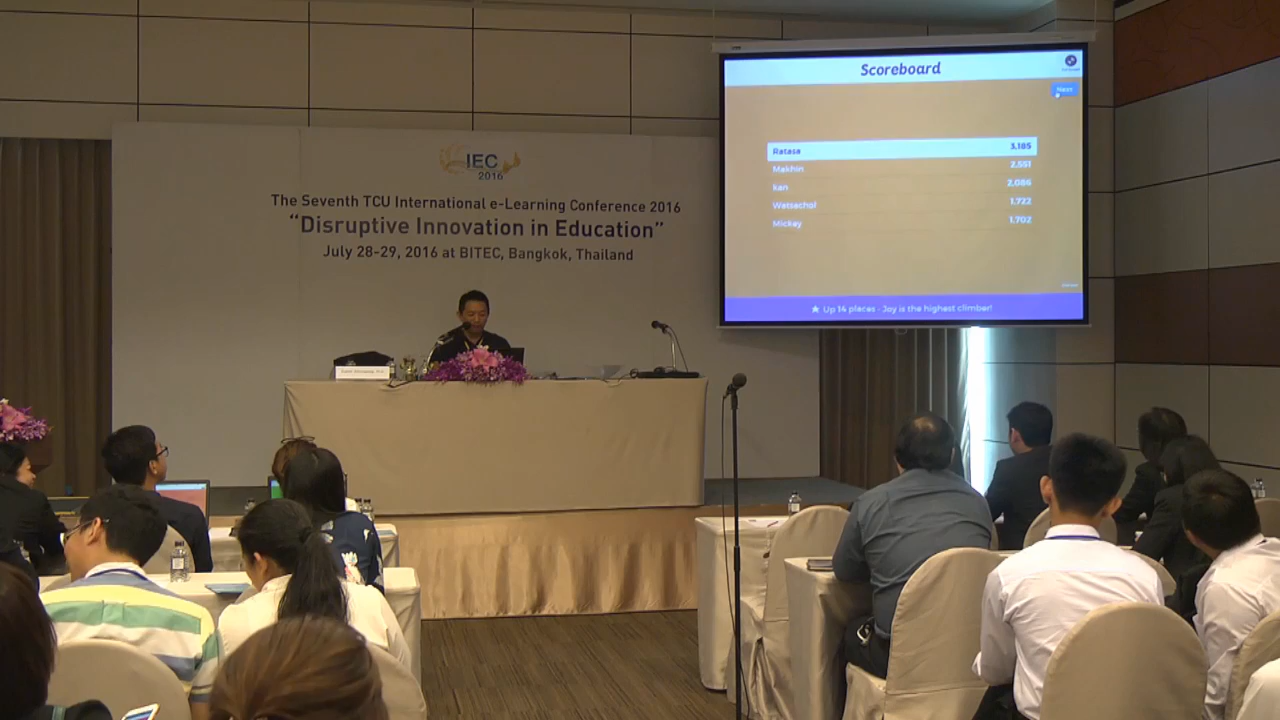 IEC
2016
The Seventh TCU International e-Learning Conference 2016
“Disruptive Innovation in Education”
July 28-29, 2016 at BITEC, Bangkok, Thailand
Scoreboard
Next
Ratasa 3,185
Makhin 2,551
kan 2,086
Wetsachol 1,722
Mickey 1,702
Up 14 places - Joy is the highest climber!